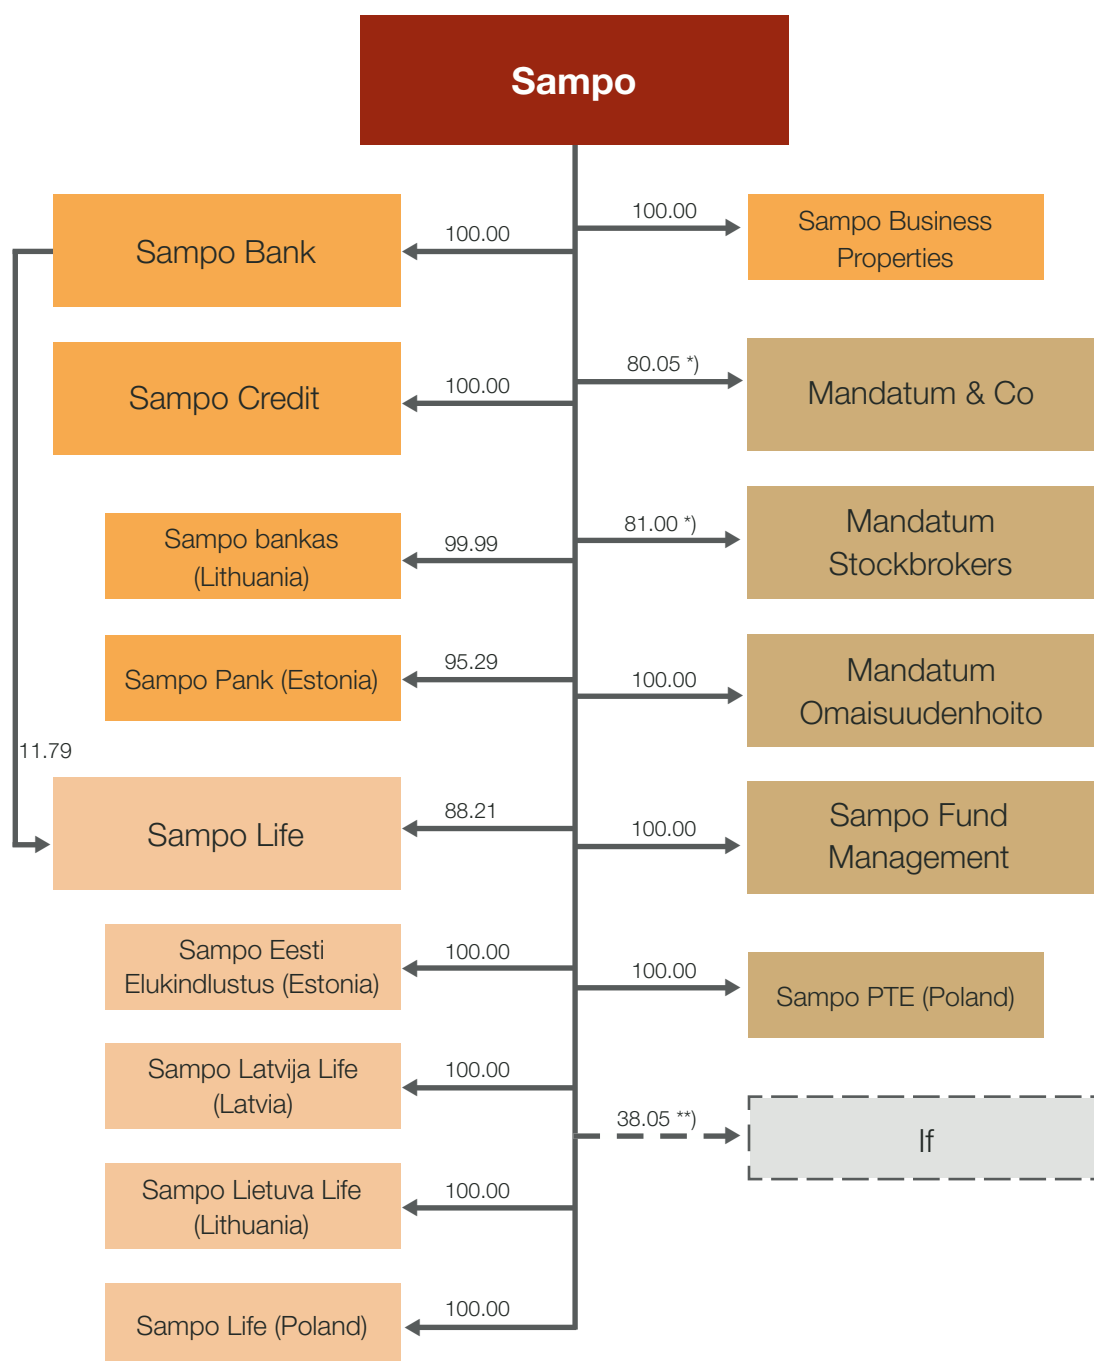 Sampo
Sampo Bank
100.00
100.00
Sampo Business
Properties
Sampo Credit
100.00
80.05 *)
Mandatum & Co
Sampo bankas
(Lithuania)
99.99
81.00 *)
Mandatum
Stockbrokers
Sampo Pank (Estonia)
95.29
100.00
Mandatum
Omaisuudenhoito
11.79
Sampo Life
88.21
100.00
Sampo Fund
Management
Sampo Eesti
Elukindlustus (Estonia)
100.00
100.00
Sampo PTE (Poland)
Sampo Latvija Life
(Latvia)
100.00
38.05 **)
If
Sampo Lietuva Life
(Lithuania)
100.00
Sampo Life (Poland)
100.00